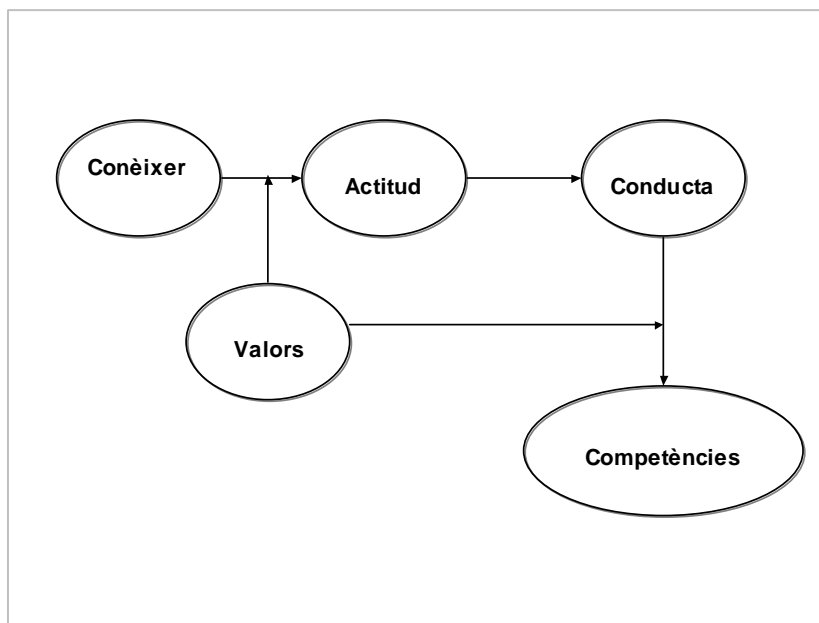 Conèixer
Actitud
Conducta
Valors
Competències